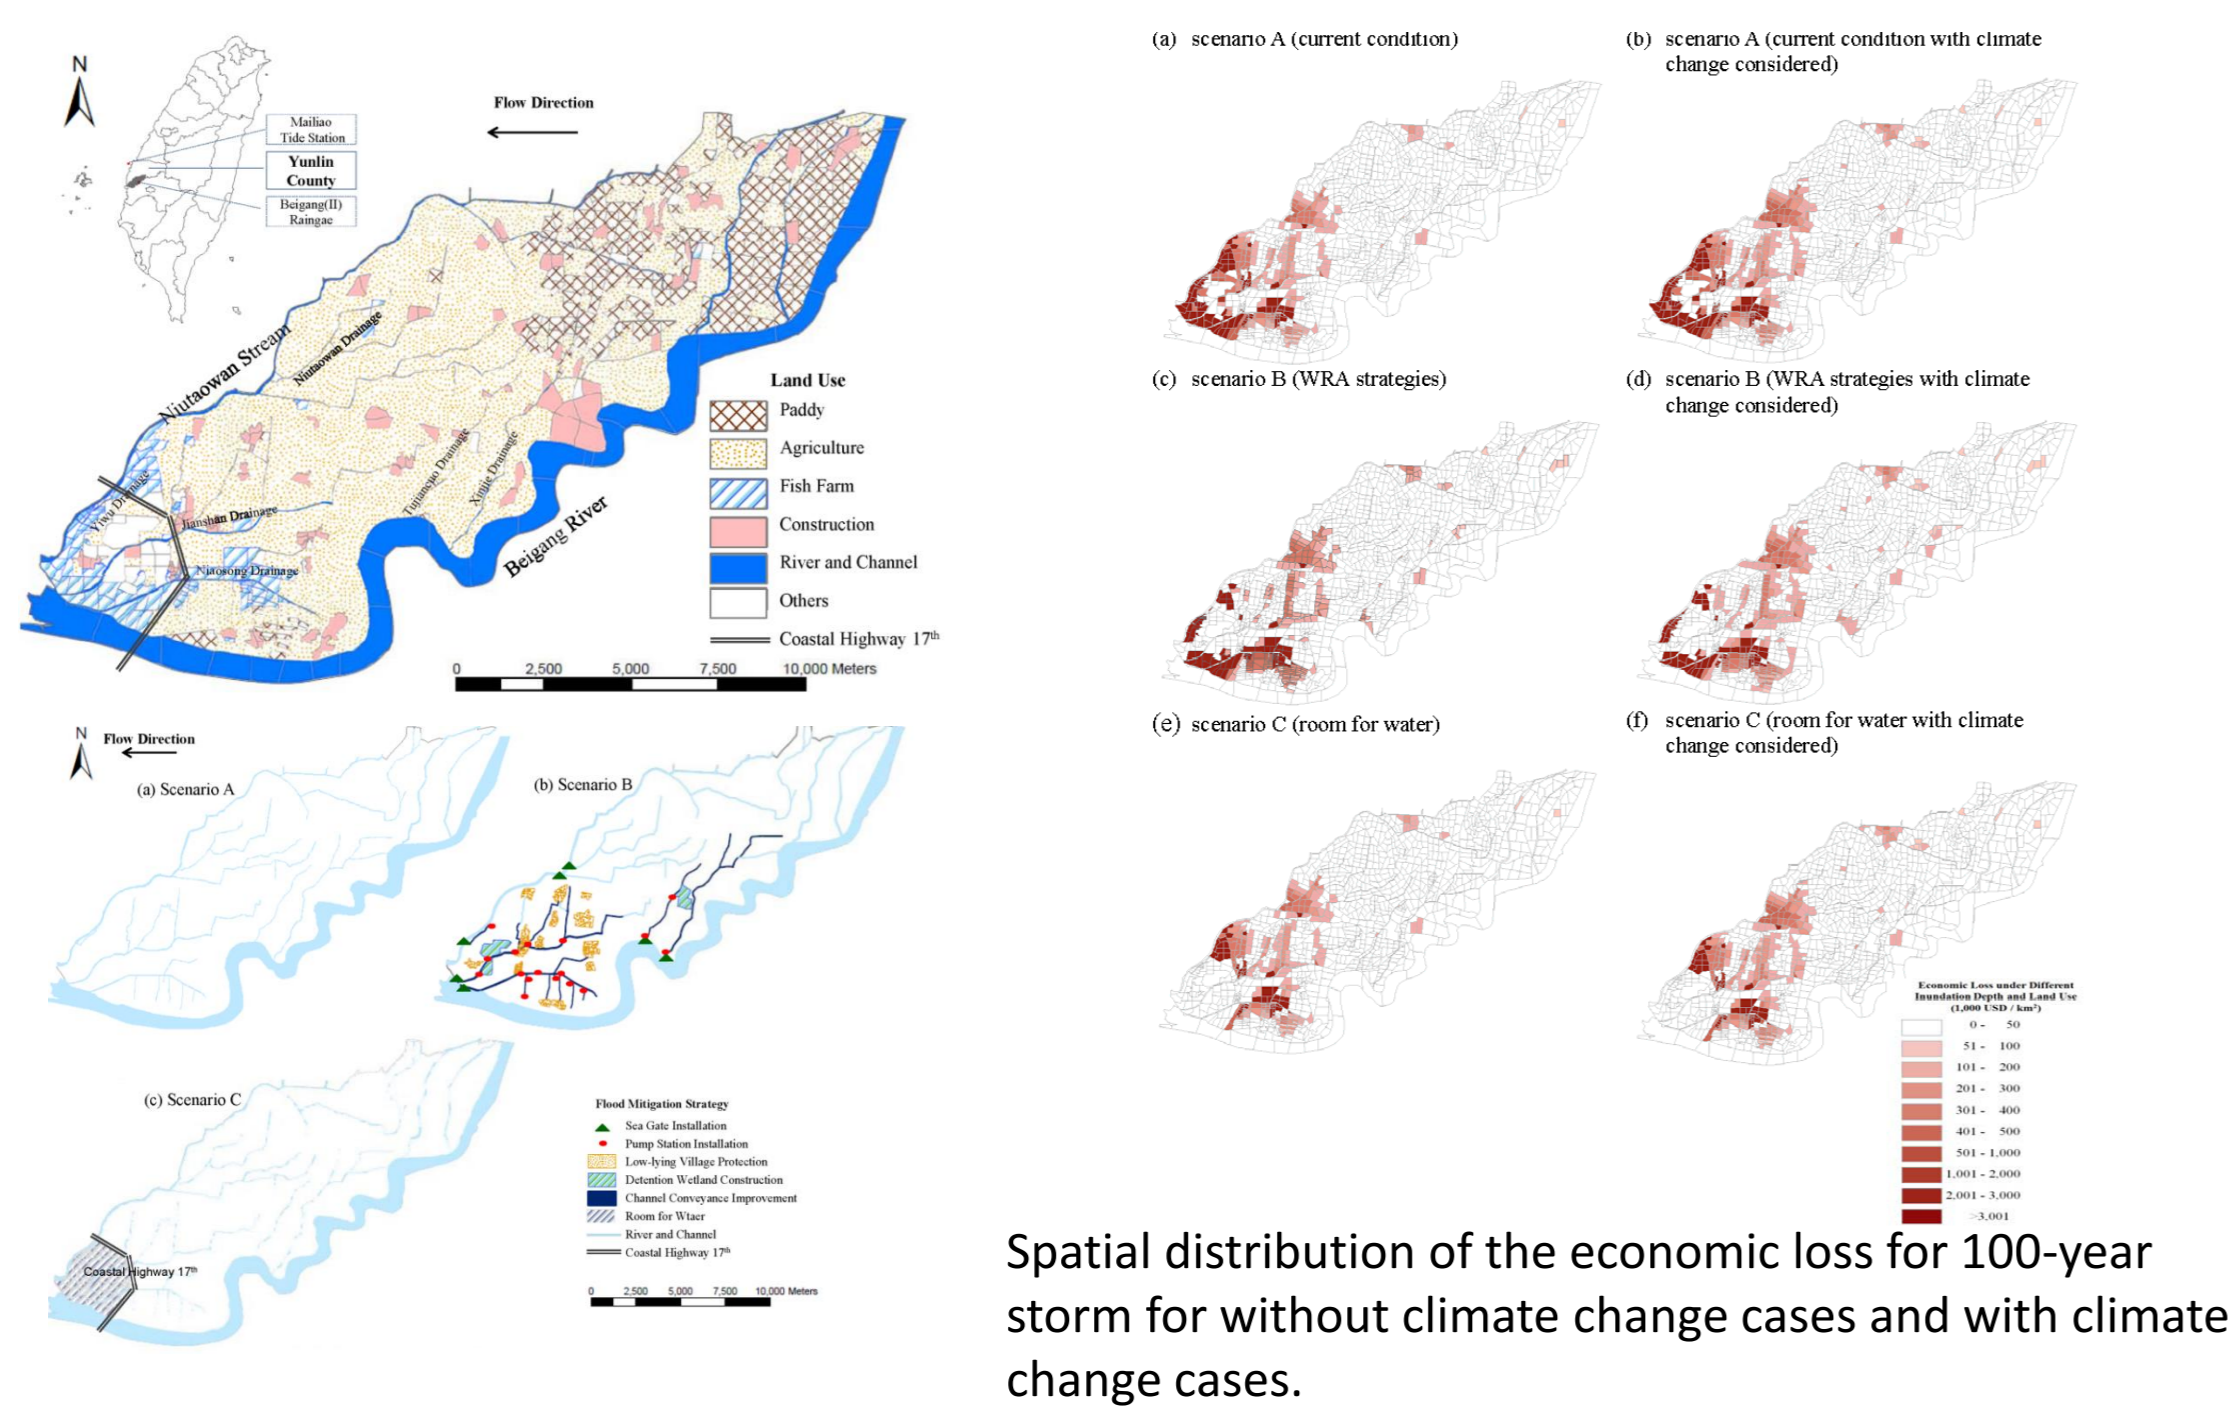 N
Flow Direction
Mailiao
Tide Station
Yunlin
County
Beigang(II)
Raingae
Niutaowan Stream
Niutaowan Drainage
Yiwu Drainage
Jianshan Drainage
Niaosong Drainage
Tujiancuo Drainage
Xinjie Drainage
Beigang River
Land Use
Paddy
Agriculture
Fish Farm
Construction
River and Channel
Others
Coastal Highway 17th
0 2,500 5,000 7,500 10,000 Meters
N
Flow Direction
(a) Scenario A
(b) Scenario B
(c) Scenario C
Coastal Highway 17th
Flood Mitigation Strategy
Sea Gate Installation
Pump Station Installation
Low-lying Village Protection
Detention Wetland Construction
Channel Conveyance Improvement
Room for Wtaer
River and Channel
Coastal Highway 17th
0 2,500 5,000 7,500 10,000 Meters
(a) scenario A (current condition)
(b) scenario A (current condition with climate
change considered)
(c) scenario B (WRA strategies)
(d) scenario B (WRA strategies with climate
change considered)
(e) scenario C (room for water)
(f) scenario C (room for water with climate
change considered)
Economic Loss under Different
Inundation Depth and Land Use
(1,000 USD / km²)
0 - 50
51 - 100
101 - 200
201 - 300
301 - 400
401 - 500
501 - 1,000
1,001 - 2,000
2,001 - 3,000
>3,001
Spatial distribution of the economic loss for 100-year
storm for without climate change cases and with climate
change cases.